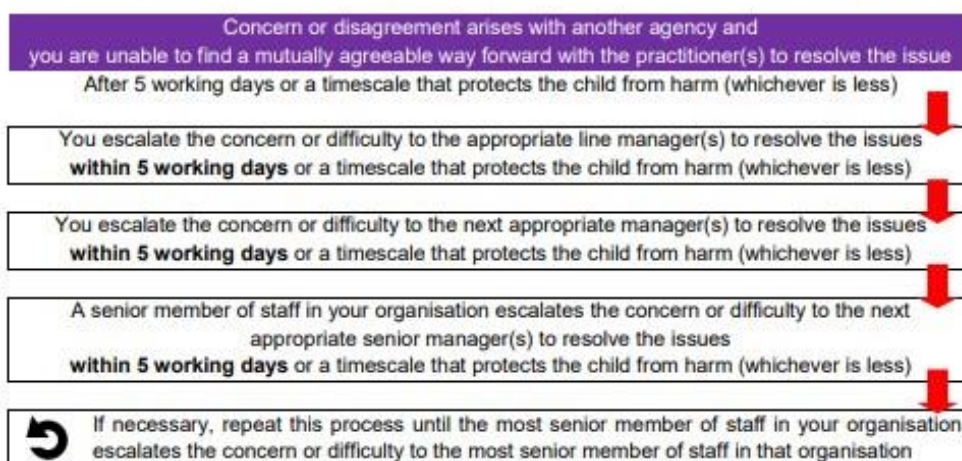 Concern or disagreement arises with another agency and
you are unable to find a mutually agreeable way forward with the practitioner(s) to resolve the issue
After 5 working days or a timescale that protects the child from harm (whichever is less)
You escalate the concern or difficulty to the appropriate line manager(s) to resolve the issues
within 5 working days or a timescale that protects the child from harm (whichever is less)
You escalate the concern or difficulty to the next appropriate manager(s) to resolve the issues
within 5 working days or a timescale that protects the child from harm (whichever is less)
A senior member of staff in your organisation escalates the concern or difficulty to the next
appropriate senior manager(s) to resolve the issues
within 5 working days or a timescale that protects the child from harm (whichever is less)
If necessary, repeat this process until the most senior member of staff in your organisation
escalates the concern or difficulty to the most senior member of staff in that organisation